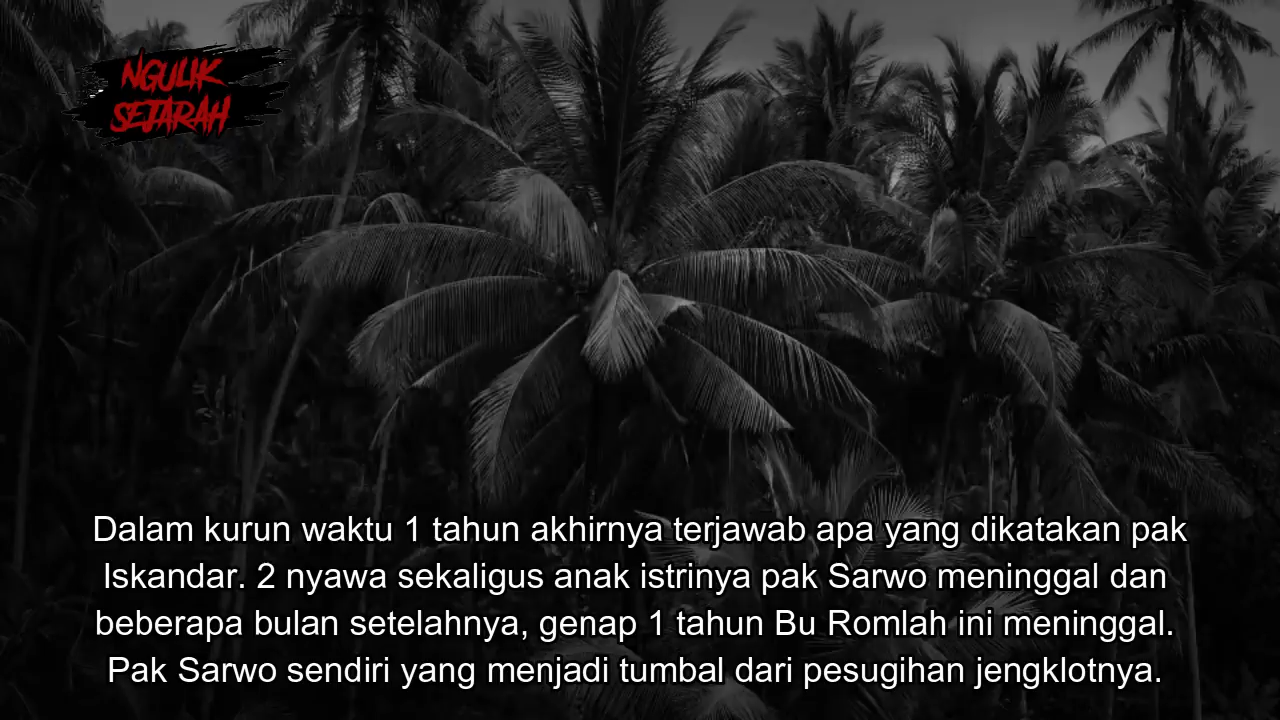 NGULIK
SEJARAH
Dalam kurun waktu 1 tahun akhirnya terjawab apa yang dikatakan pak
Iskandar. 2 nyawa sekaligus anak istrinya pak Sarwo meninggal dan
beberapa bulan setelahnya, genap 1 tahun Bu Romlah ini meninggal.
Pak Sarwo sendiri yang menjadi tumbal dari pesugihan jengklotnya.